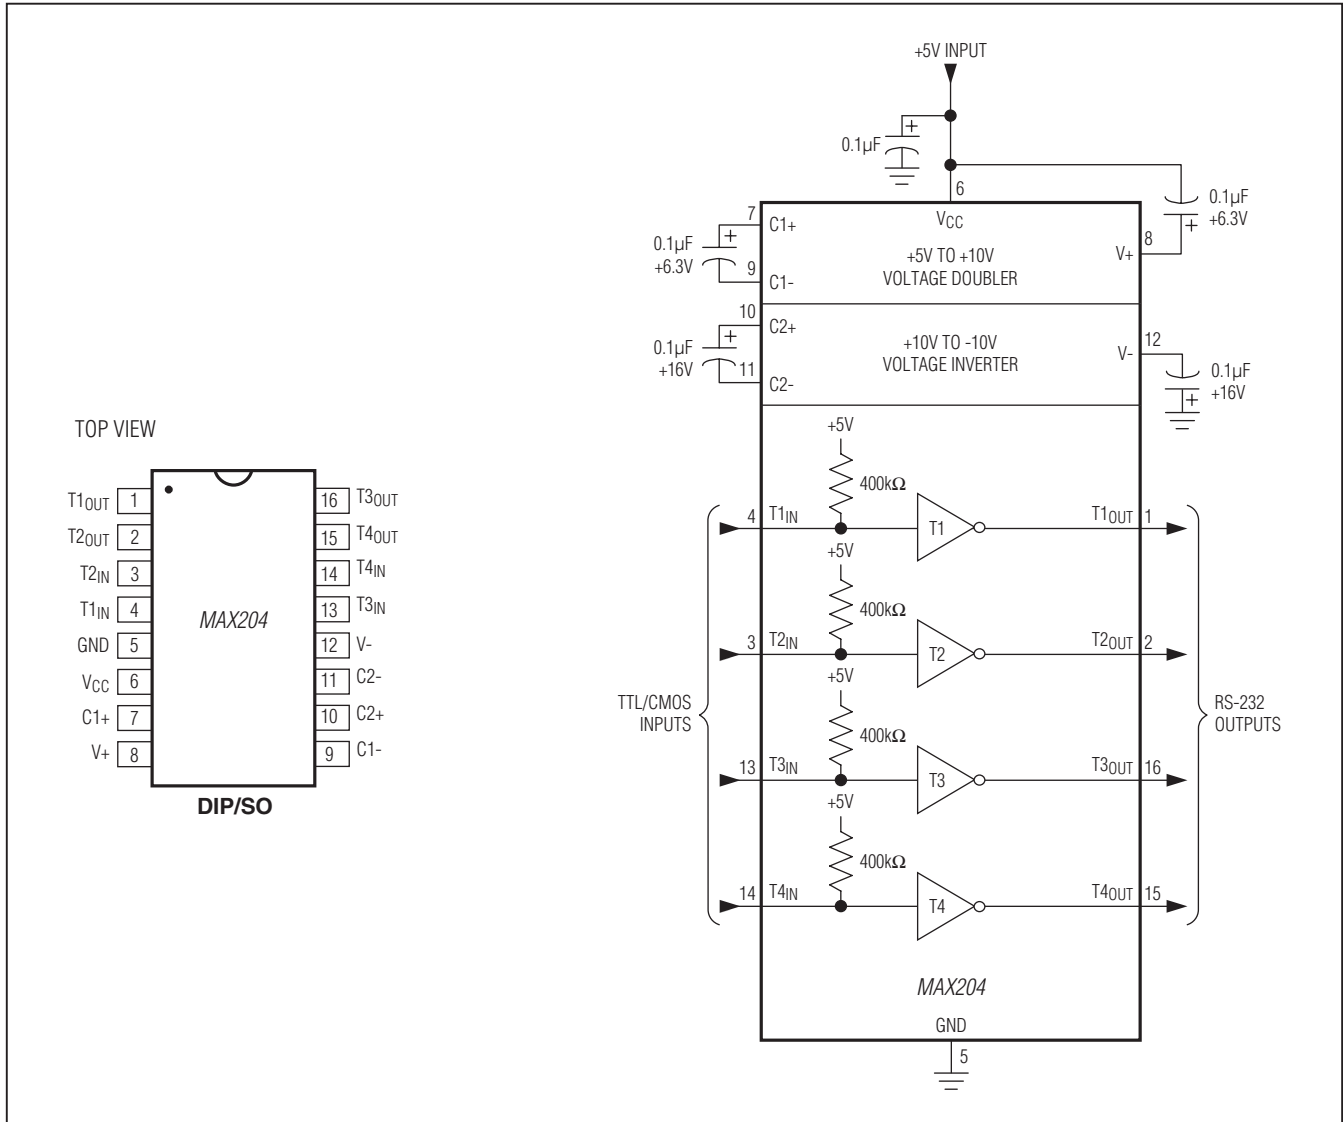 TOP VIEW
T1OUT 1
T2OUT 2
T2IN 3
T1IN 4
GND 5
VCC 6
C1+ 7
V+ 8
MAX204
16 T3OUT
15 T4OUT
14 T4IN
13 T3IN
12 V-
11 C2-
10 C2+
9 C1-
DIP/SO
+5V INPUT
0.1µF
+
6
VCC
0.1µF
+6.3V
+
8
V+
7
C1+
0.1µF
+6.3V
+
9
C1-
+5V TO +10V
VOLTAGE DOUBLER
10
C2+
0.1µF
+16V
+
11
C2-
+10V TO -10V
VOLTAGE INVERTER
V-
12
0.1µF
+16V
+
+5V
400kΩ
4 T1IN T1 T1OUT 1
+5V
400kΩ
3 T2IN T2 T2OUT 2
+5V
TTL/CMOS
INPUTS
RS-232
OUTPUTS
400kΩ
13 T3IN T3 T3OUT 16
+5V
400kΩ
14 T4IN T4 T4OUT 15
MAX204
GND
5